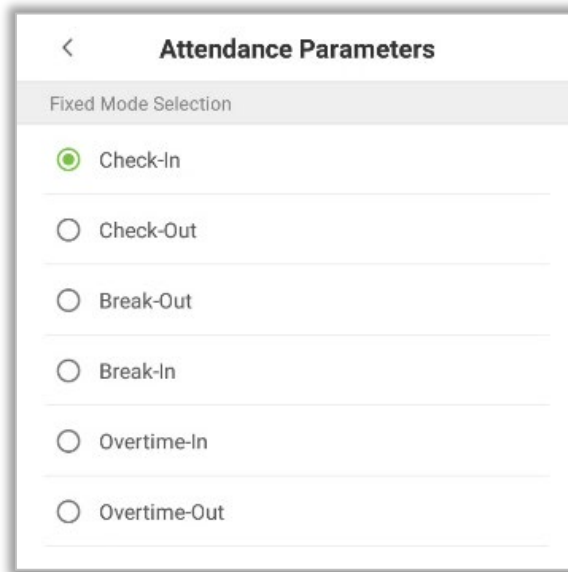 Attendance Parameters
Fixed Mode Selection
Check-In
Check-Out
Break-Out
Break-In
Overtime-In
Overtime-Out